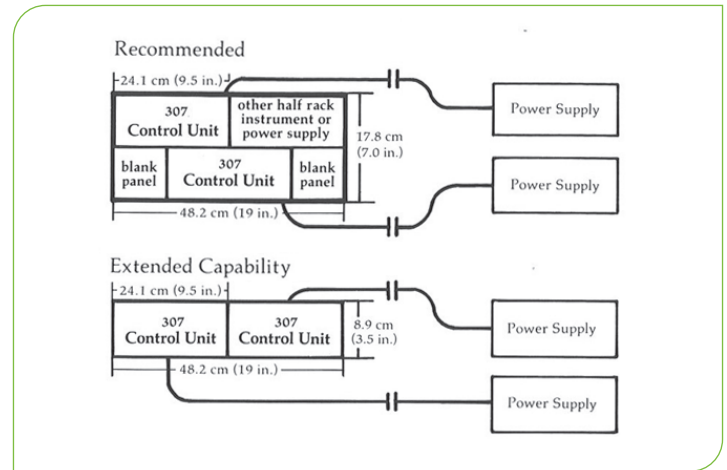 Recommended
24.1 cm (9.5 in.)
307
Control Unit
other half rack
instrument or
power supply
17.8 cm
(7.0 in.)
blank
panel
307
Control Unit
blank
panel
48.2 cm (19 in.)
Power Supply
Power Supply
Extended Capability
24.1 cm (9.5 in.)
307
Control Unit
307
Control Unit
8.9 cm
(3.5 in.)
48.2 cm (19 in.)
Power Supply
Power Supply